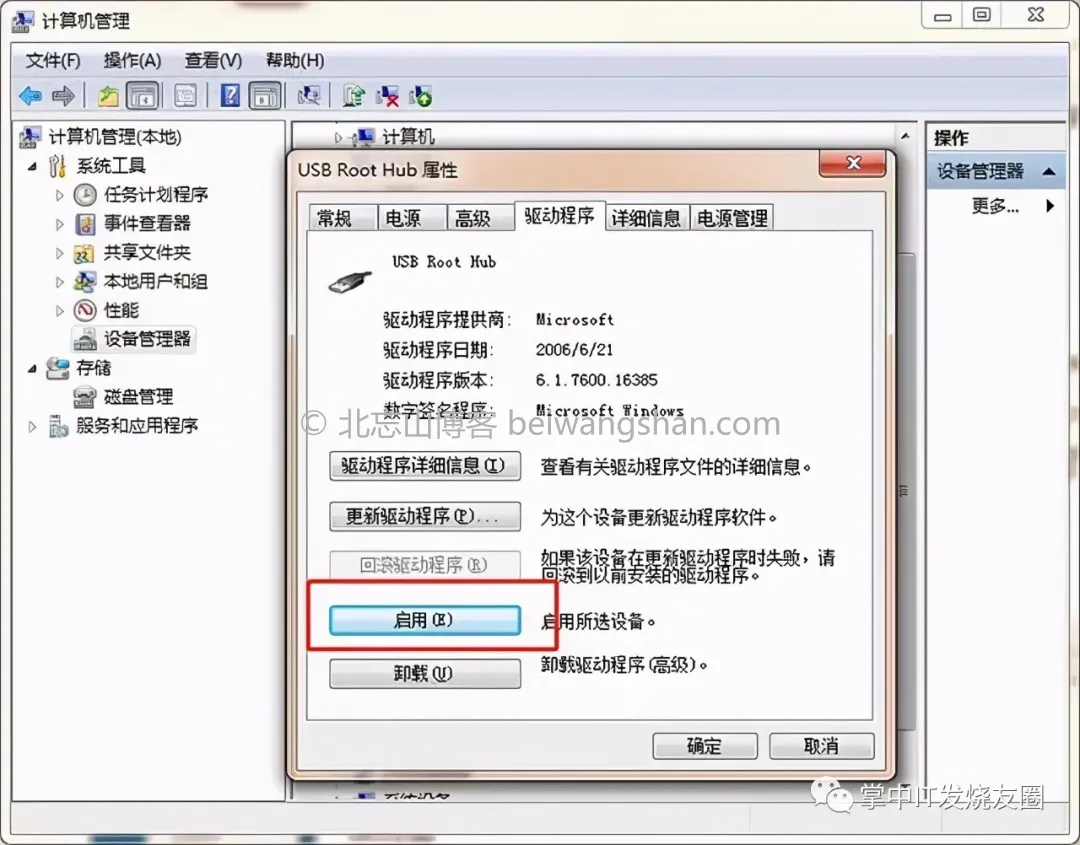 计算机管理
文件(F) 操作(A) 查看(V) 帮助(H)
计算机管理(本地)
系统工具
任务计划程序
事件查看器
共享文件夹
本地用户和组
性能
设备管理器
存储
磁盘管理
服务和应用程序
计算机
USB Root Hub 属性
常规 电源 高级 驱动程序 详细信息 电源管理
USB Root Hub
驱动程序提供商: Microsoft
驱动程序日期: 2006/6/21
驱动程序版本: 6.1.7600.16385
数字签名程序: Microsoft Windows
© 北忘山博客 beiwangshan.com
驱动程序详细信息(I) 查看有关驱动程序文件的详细信息。
更新驱动程序(P)... 为这个设备更新驱动程序软件。
回滚驱动程序(R) 如果该设备在更新驱动程序时失败，请
回滚到以前安装的驱动程序。
启用(E) 启用所选设备。
卸载(U) 卸载驱动程序(高级)。
确定 取消
系统设备
操作
设备管理器
更多...
掌中IT发烧友圈